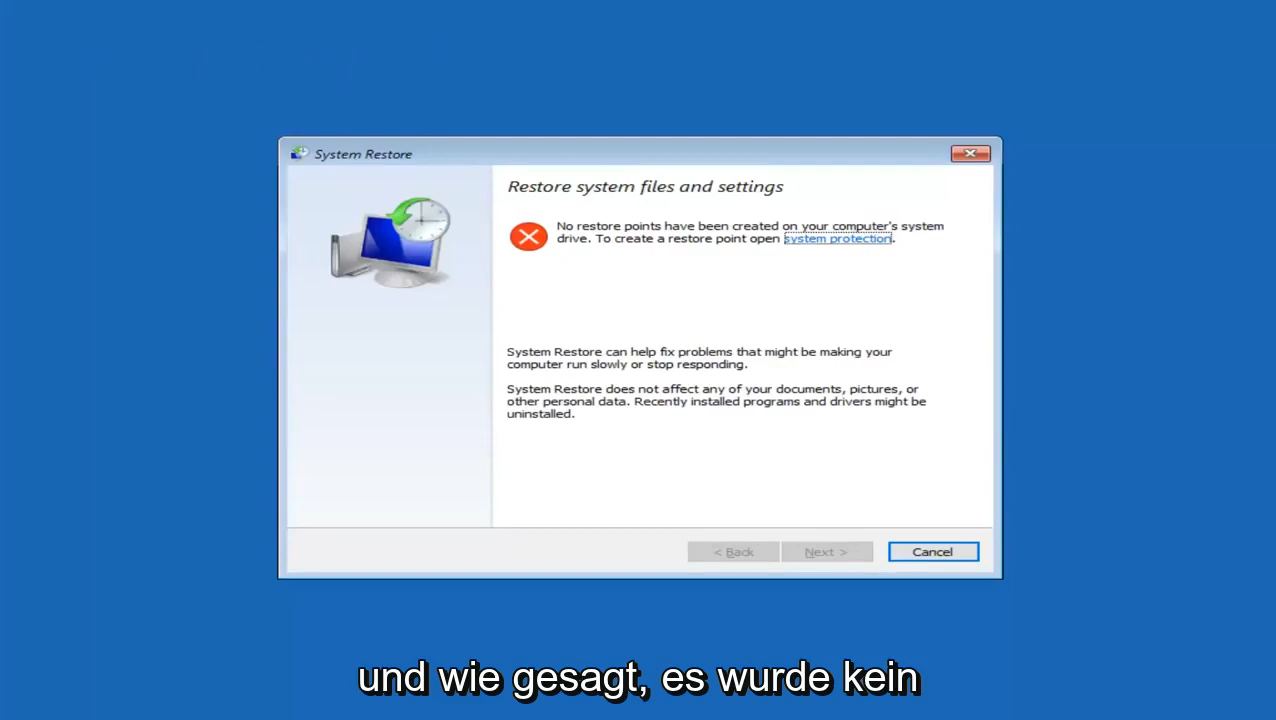 System Restore
Restore system files and settings
No restore points have been created on your computer's system
drive. To create a restore point open system protection.
System Restore can help fix problems that might be making your
computer run slowly or stop responding.
System Restore does not affect any of your documents, pictures, or
other personal data. Recently installed programs and drivers might be
uninstalled.
< Back Next > Cancel
und wie gesagt, es wurde kein